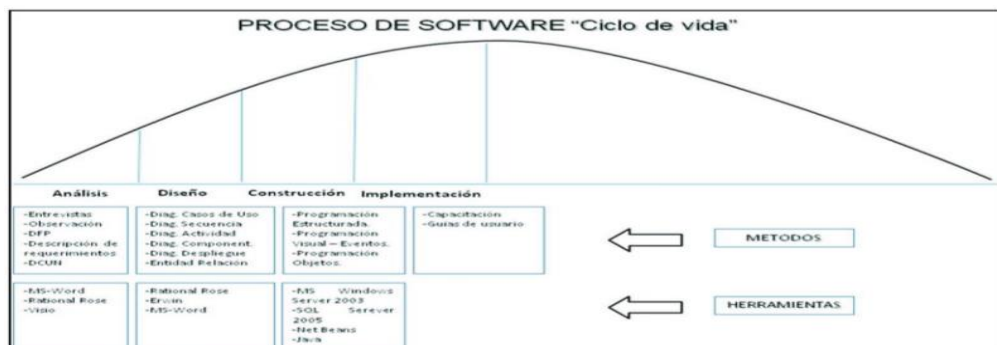 PROCESO DE SOFTWARE "Ciclo de vida"
Análisis
Diseño
Construcción
Implementación
-Entrevistas
-Observación
-DFP
-Descripción de
requerimientos
-DCUN
-Diag. Casos de Uso
-Diag. Secuencia
-Diag. Actividad
-Diag. Component.
-Diag. Despliegue
-Entidad Relación
-Programación
Estructurada.
-Programación
Visual – Eventos.
-Programación
Objetos.
-Capacitación
-Guías de usuario
METODOS
-MS-Word
-Rational Rose
-Visio
-Rational Rose
-Erwin
-MS-Word
-MS Windows
Server 2003
-SQL Serever
2005
-Net Beans
-Java
HERRAMIENTAS